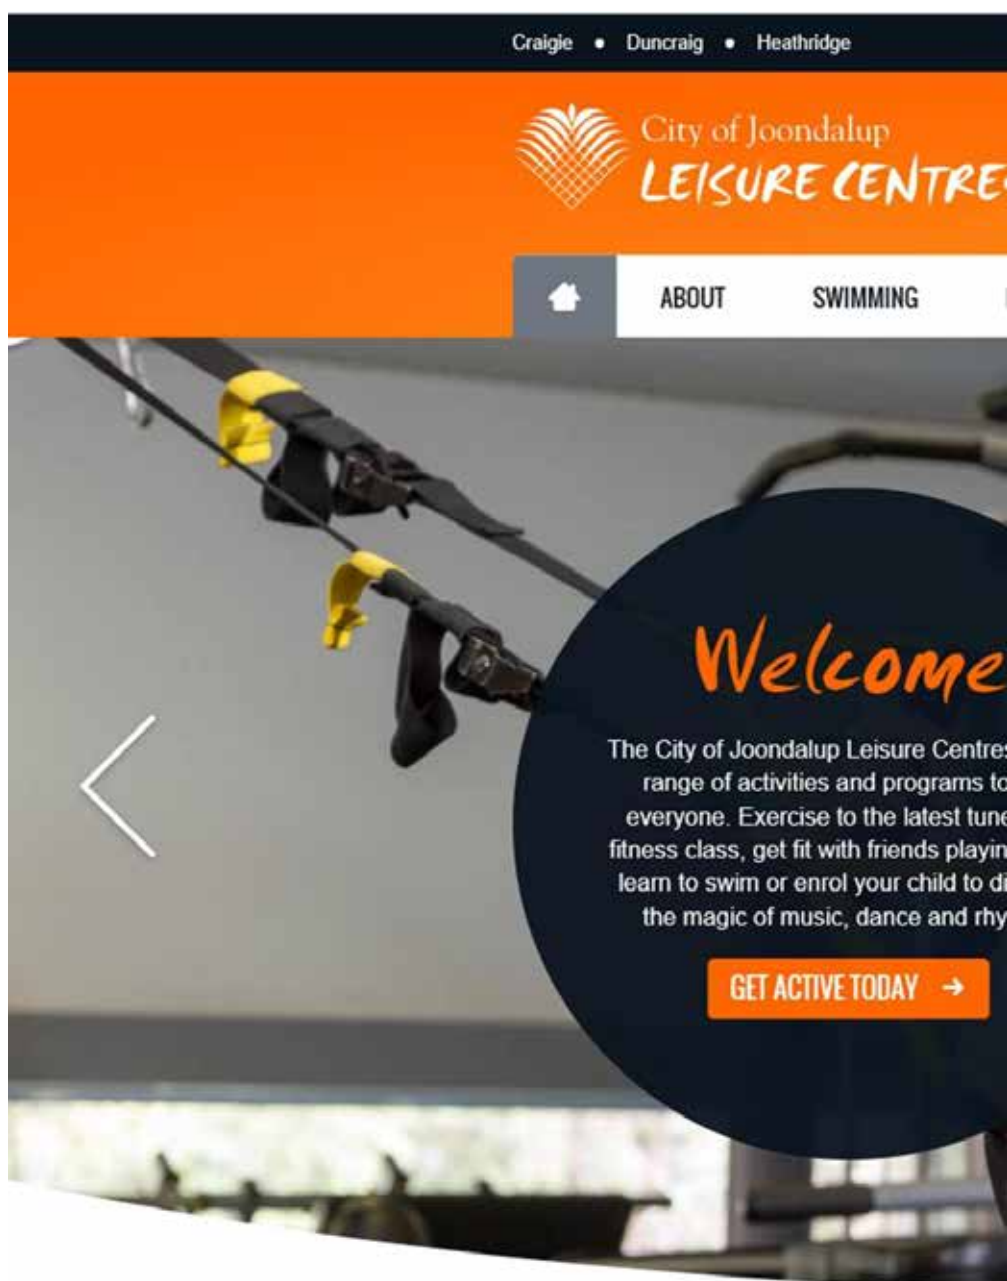 Craigie • Duncraig • Heathridge
City of Joondalup
LEISURE CENTRES
ABOUT SWIMMING
Welcome
The City of Joondalup Leisure Centres
range of activities and programs to
everyone. Exercise to the latest tune
fitness class, get fit with friends playin
learn to swim or enrol your child to di
the magic of music, dance and rhy
GET ACTIVE TODAY →